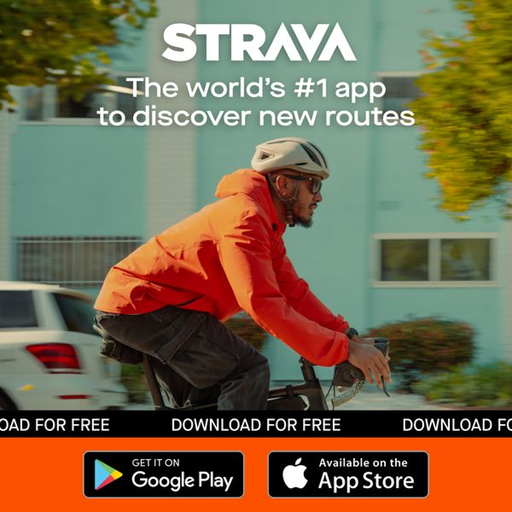 STRAVA
The world's #1 app
to discover new routes
OAD FOR FREE DOWNLOAD FOR FREE DOWNLOAD FO
GET IT ON
Google Play
Available on the
App Store